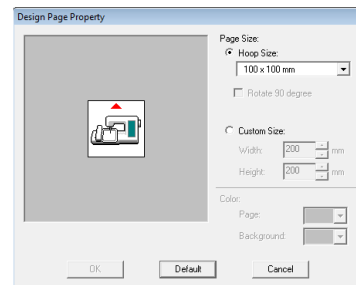 Design Page Property
Page Size:
Hoop Size:
100 x 100 mm
Rotate 90 degree
Custom Size:
Width: 200 mm
Height: 200 mm
Color:
Page:
Background:
OK Default Cancel